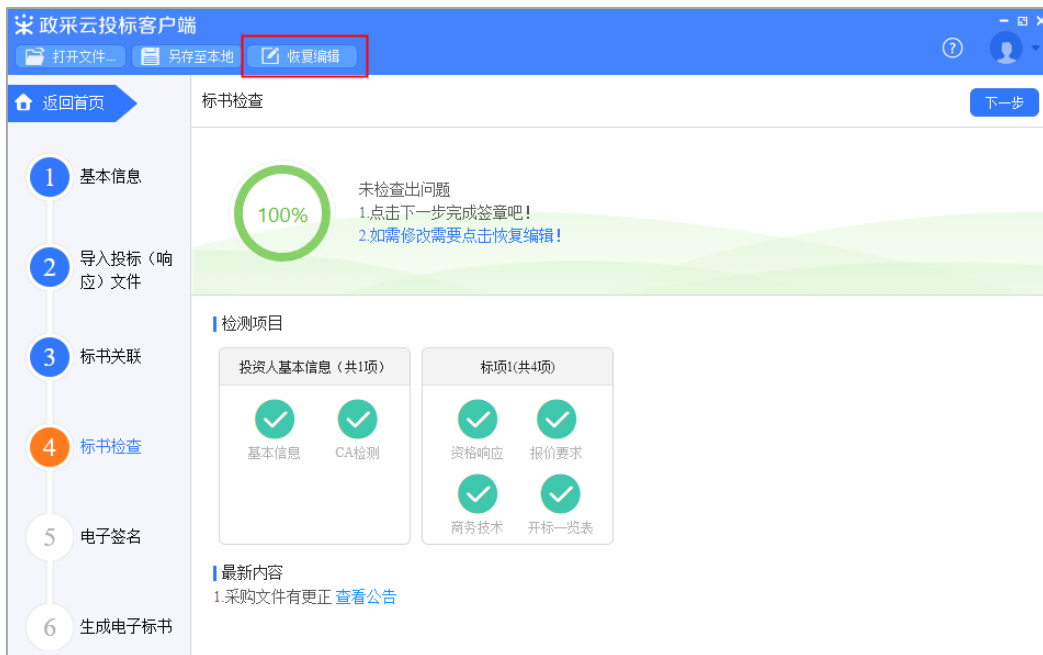 政采云投标客户端
打开文件...
另存至本地
恢复编辑
返回首页
标书检查
下一步
1 基本信息
2 导入投标（响
应）文件
3 标书关联
4 标书检查
5 电子签名
6 生成电子标书
100%
未检查出问题
1.点击下一步完成签章吧！
2.如需修改需要点击恢复编辑！
检测项目
投资人基本信息（共1项）
基本信息 CA检测
标项1(共4项)
资格响应 报价要求
商务技术 开标一览表
最新内容
1.采购文件有更正 查看公告